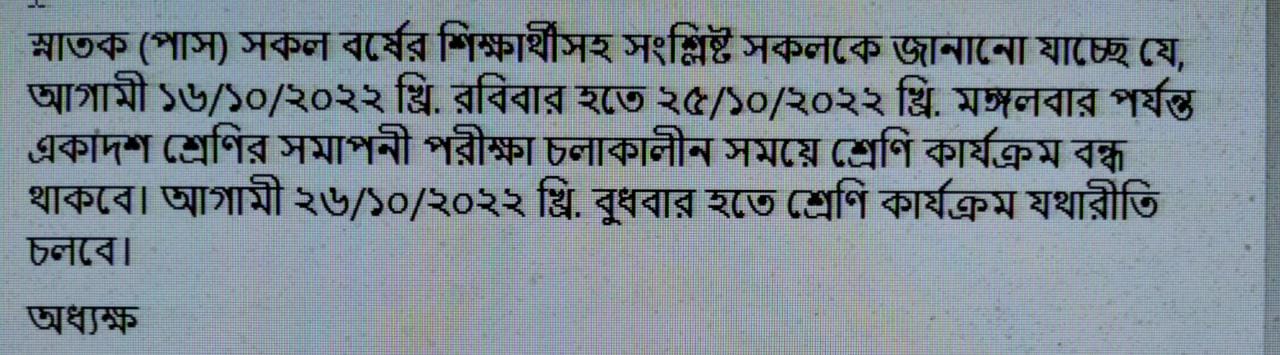 স্নাতক (পাস) সকল বর্ষের শিক্ষার্থীসহ সংশ্লিষ্ট সকলকে জানানো যাচ্ছে যে,
আগামী ১৬/১০/২০২২ খ্রি. রবিবার হতে ২৫/১০/২০২২ খ্রি. মঙ্গলবার পর্যন্ত
একাদশ শ্রেণির সমাপনী পরীক্ষা চলাকালীন সময়ে শ্রেণি কার্যক্রম বন্ধ
থাকবে। আগামী ২৬/১০/২০২২ খ্রি. বুধবার হতে শ্রেণি কার্যক্রম যথারীতি
চলবে।
অধ্যক্ষ